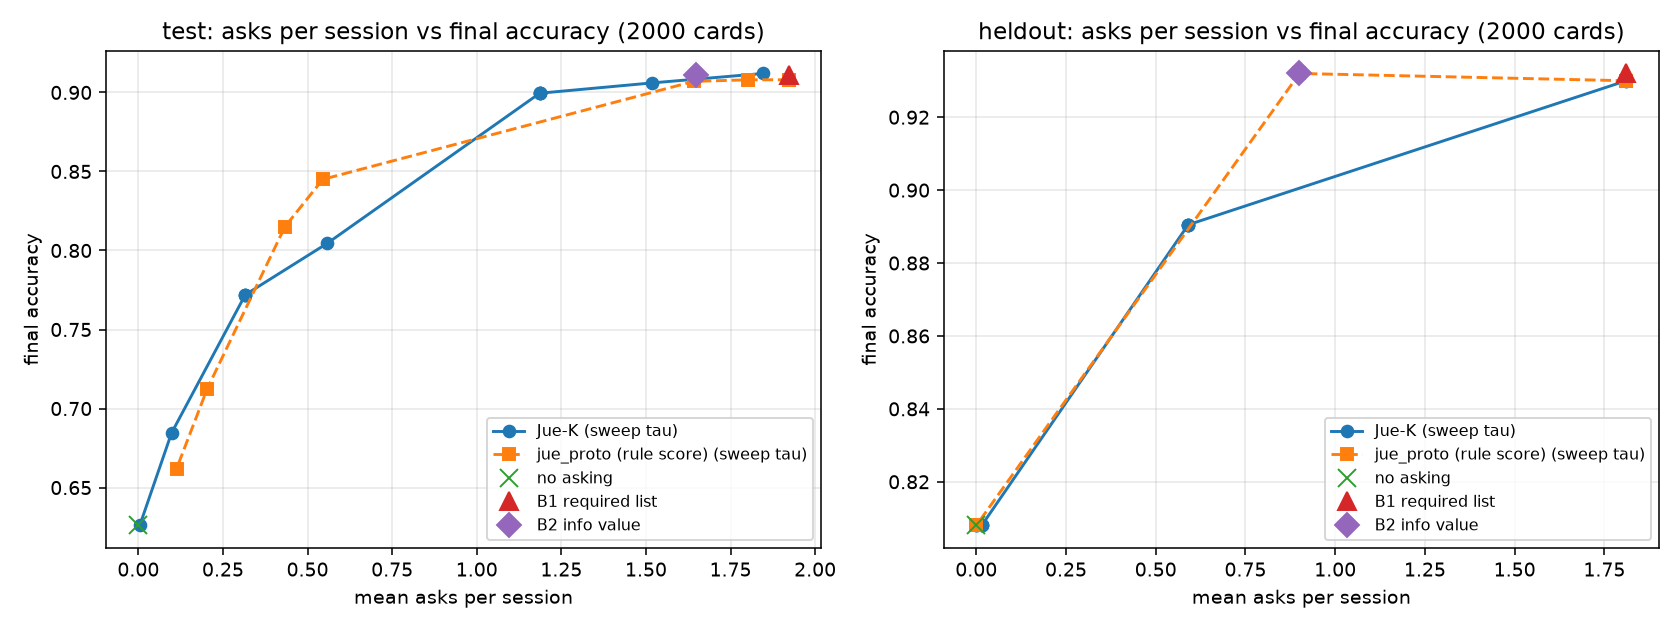 test: asks per session vs final accuracy (2000 cards)
final accuracy
0.90
0.85
0.80
0.75
0.70
0.65
Jue-K (sweep tau)
jue_proto (rule score) (sweep tau)
no asking
B1 required list
B2 info value
0.00 0.25 0.50 0.75 1.00 1.25 1.50 1.75 2.00
mean asks per session
heldout: asks per session vs final accuracy (2000 cards)
final accuracy
0.92
0.90
0.88
0.86
0.84
0.82
Jue-K (sweep tau)
jue_proto (rule score) (sweep tau)
no asking
B1 required list
B2 info value
0.00 0.25 0.50 0.75 1.00 1.25 1.50 1.75
mean asks per session